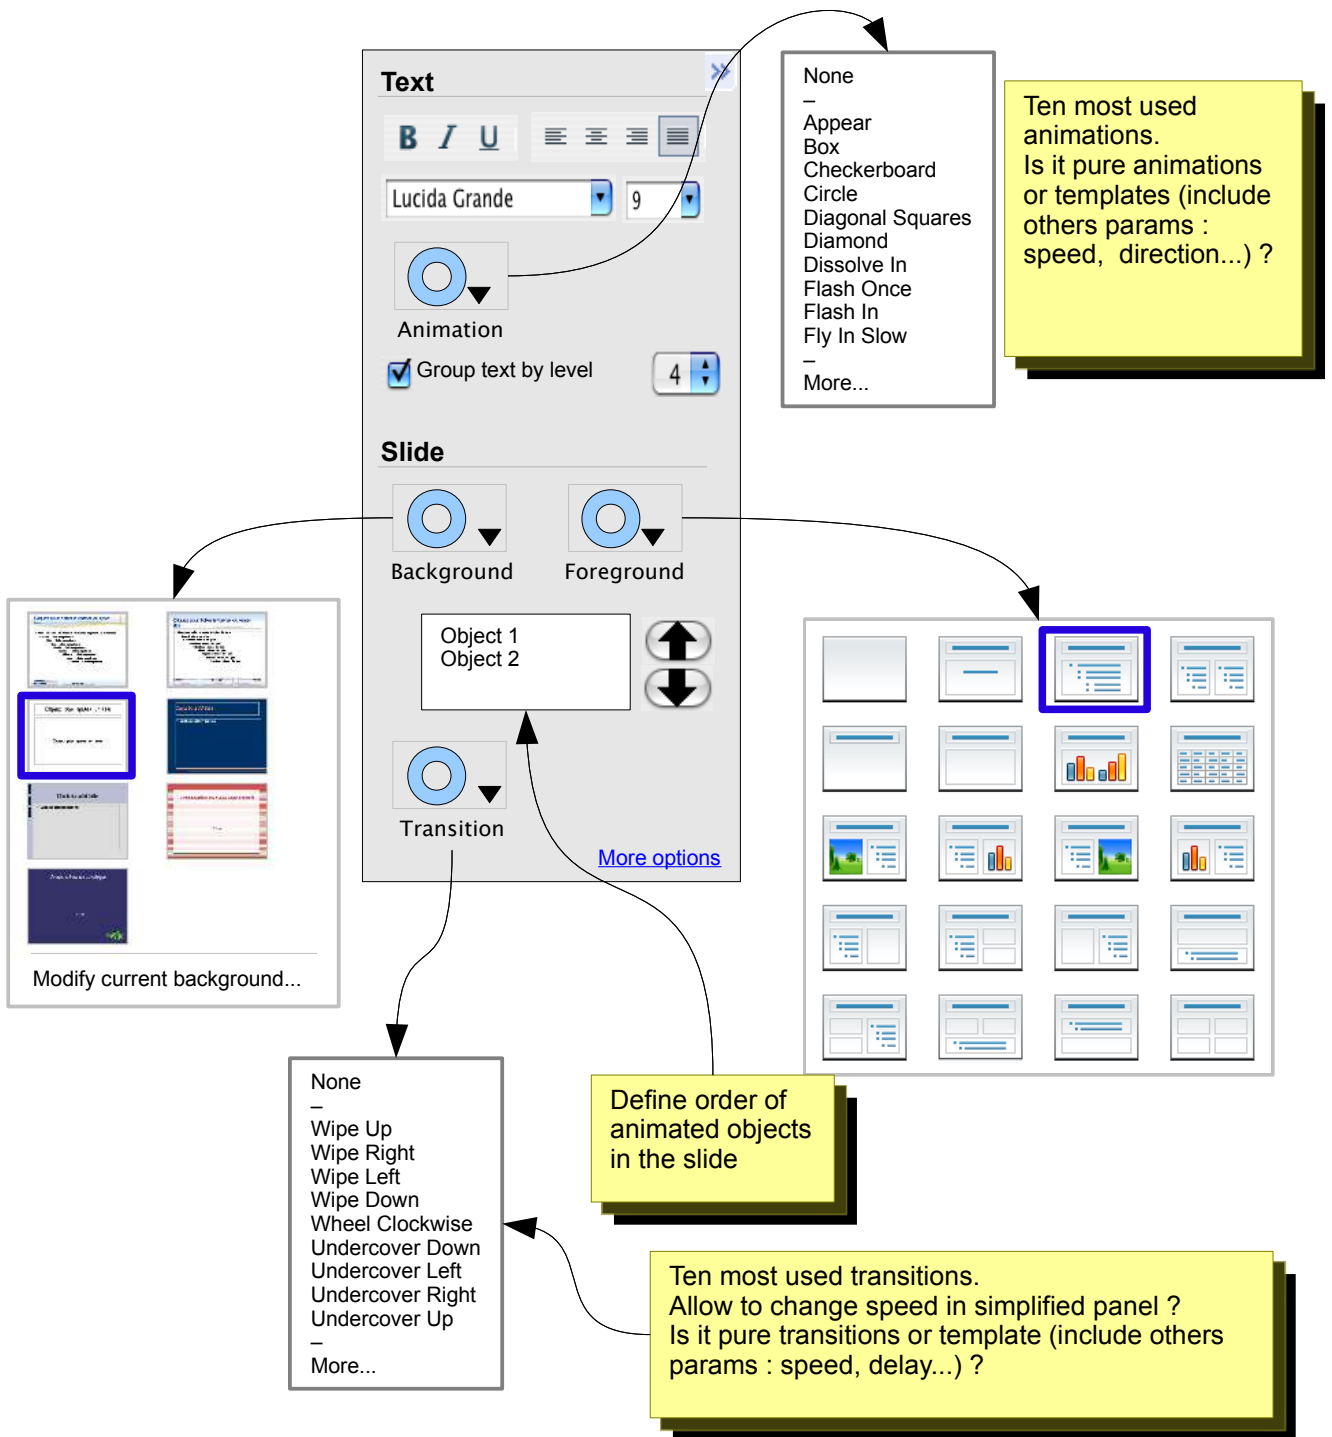 Text
B I U
Lucida Grande
9
Animation
Group text by level
4
Slide
Background
Foreground
Object 1
Object 2
Transition
More options
None
–
Appear
Box
Checkerboard
Circle
Diagonal Squares
Diamond
Dissolve In
Flash Once
Flash In
Fly In Slow
–
More...
Ten most used
animations.
Is it pure animations
or templates (include
others params :
speed, direction...) ?
Modify current background...
None
–
Wipe Up
Wipe Right
Wipe Left
Wipe Down
Wheel Clockwise
Undercover Down
Undercover Left
Undercover Right
Undercover Up
–
More...
Define order of
animated objects
in the slide
Ten most used transitions.
Allow to change speed in simplified panel ?
Is it pure transitions or template (include others
params : speed, delay...) ?